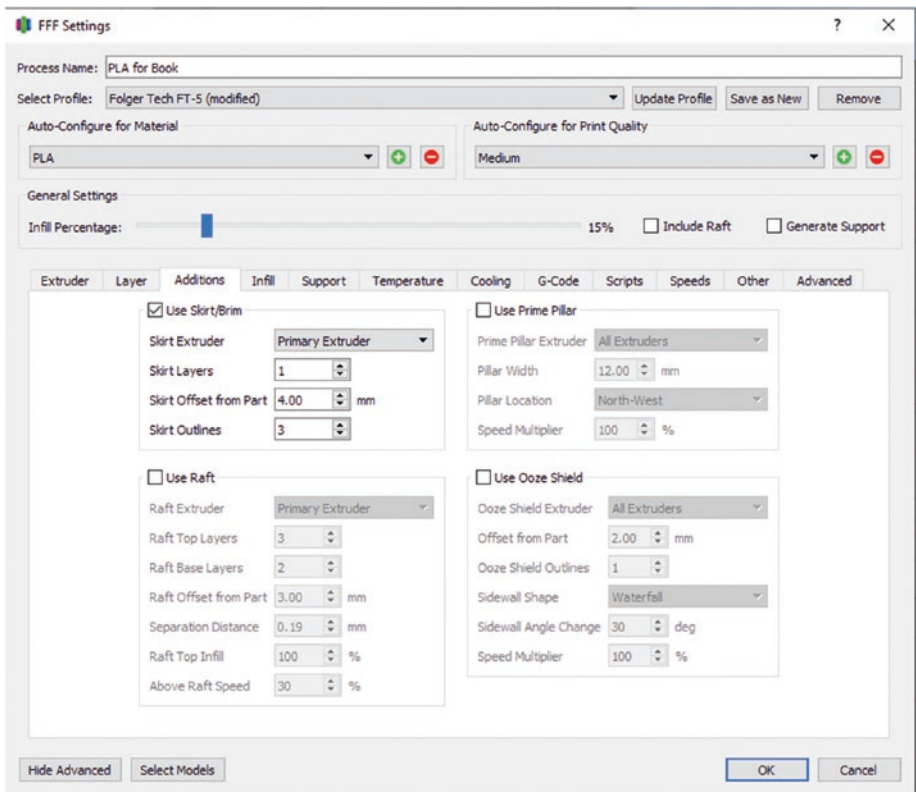 FFF Settings ?
Process Name: PLA for Book
Select Profile: Folger Tech FT-5 (modified) Update Profile Save as New Remove
Auto-Configure for Material Auto-Configure for Print Quality
PLA Medium
General Settings
Infill Percentage: 15% Include Raft Generate Support
Extruder Layer Additions Infill Support Temperature Cooling G-Code Scripts Speeds Other Advanced
Use Skirt/Brim
Skirt Extruder Primary Extruder
Skirt Layers 1
Skirt Offset from Part 4.00 mm
Skirt Outlines 3
Use Prime Pillar
Prime Pillar Extruder All Extruders
Pillar Width 12.00 mm
Pillar Location North-West
Speed Multiplier 100 %
Use Raft
Raft Extruder Primary Extruder
Raft Top Layers 3
Raft Base Layers 2
Raft Offset from Part 3.00 mm
Separation Distance 0.19 mm
Raft Top Infill 100 %
Above Raft Speed 30 %
Use Ooze Shield
Ooze Shield Extruder All Extruders
Offset from Part 2.00 mm
Ooze Shield Outlines 1
Sidewall Shape Waterfall
Sidewall Angle Change 30 deg
Speed Multiplier 100 %
Hide Advanced Select Models OK Cancel